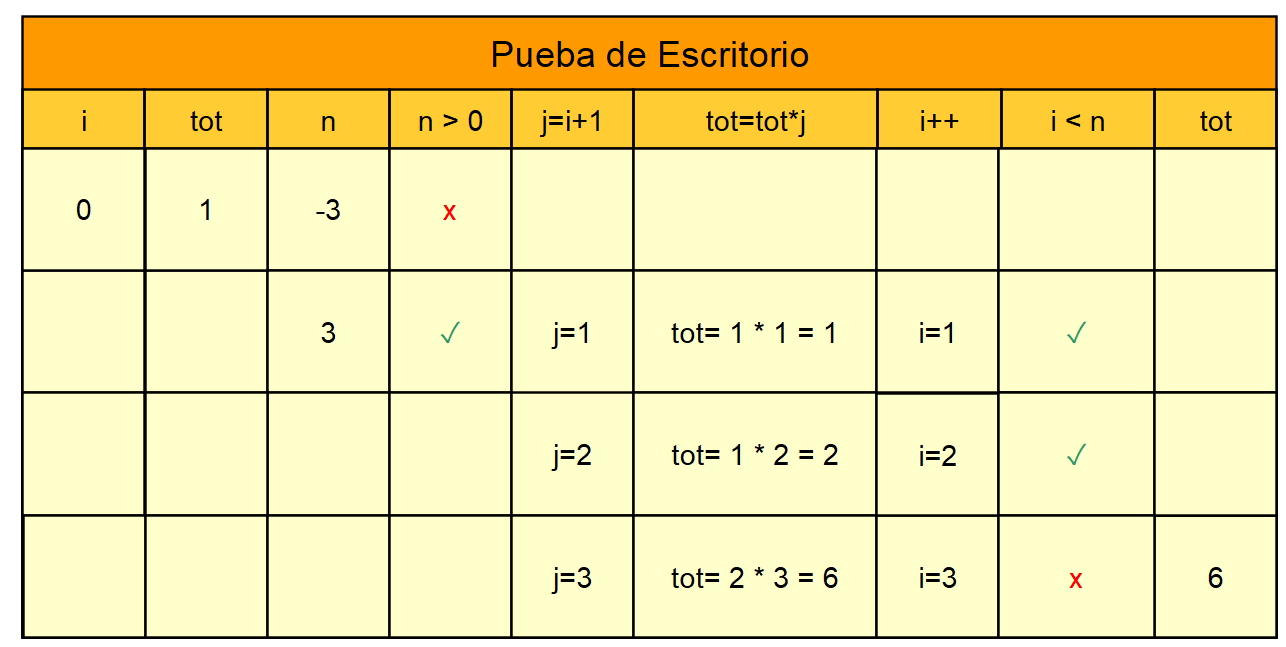 Pueba de Escritorio
i tot n n > 0 j=i+1 tot=tot*j i++ i < n tot
0 1 -3 x
3 ✓ j=1 tot= 1 * 1 = 1 i=1 ✓
j=2 tot= 1 * 2 = 2 i=2 ✓
j=3 tot= 2 * 3 = 6 i=3 x 6